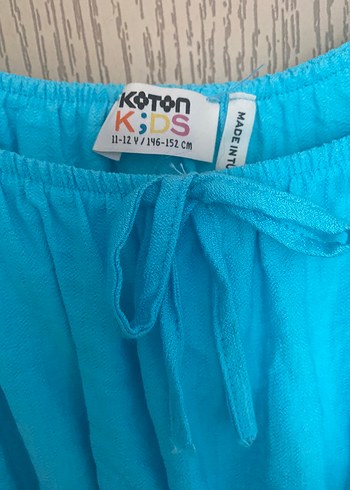 KOTON
K;DS
11-12 Y / 146-152 cm
MADE IN TU